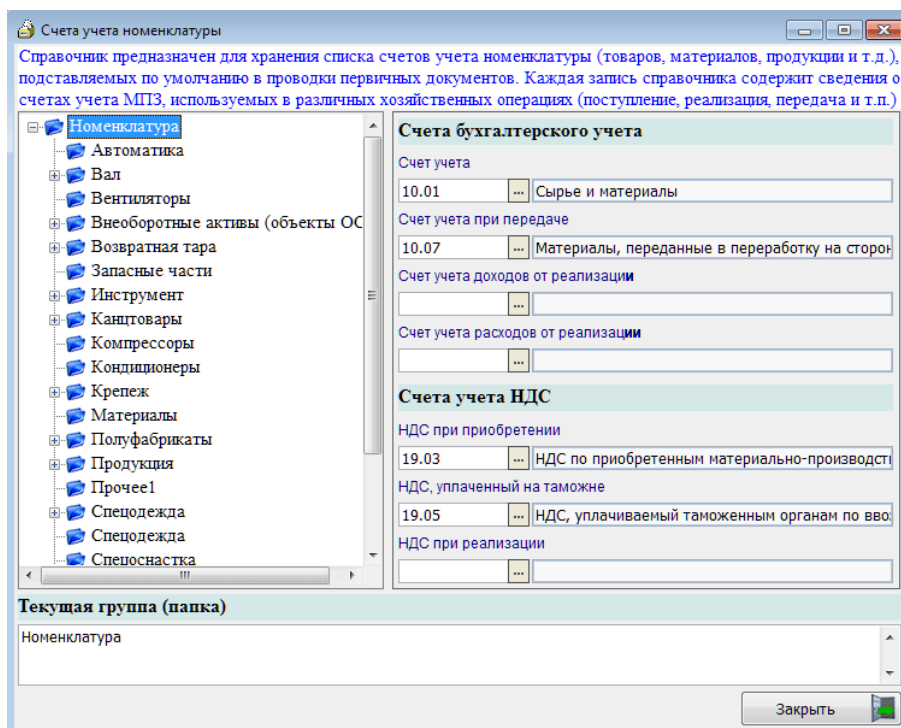 Счета учета номенклатуры
Справочник предназначен для хранения списка счетов учета номенклатуры (товаров, материалов, продукции и т.д.),
подставляемых по умолчанию в проводки первичных документов. Каждая запись справочника содержит сведения о
счетах учета МПЗ, используемых в различных хозяйственных операциях (поступление, реализация, передача и т.п.)
Номенклатура
Автоматика
Вал
Вентиляторы
Внеоборотные активы (объекты ОС
Возвратная тара
Запасные части
Инструмент
Канцтовары
Компрессоры
Кондиционеры
Крепеж
Материалы
Полуфабрикаты
Продукция
Прочее1
Спецодежда
Спецодежда
Спецоснастка
Счета бухгалтерского учета
Счет учета
10.01 ... Сырье и материалы
Счет учета при передаче
10.07 ... Материалы, переданные в переработку на сторон
Счет учета доходов от реализации
...
Счет учета расходов от реализации
...
Счета учета НДС
НДС при приобретении
19.03 ... НДС по приобретенным материально-производст
НДС, уплаченный на таможне
19.05 ... НДС, уплачиваемый таможенным органам по вво
НДС при реализации
...
Текущая группа (папка)
Номенклатура
Закрыть